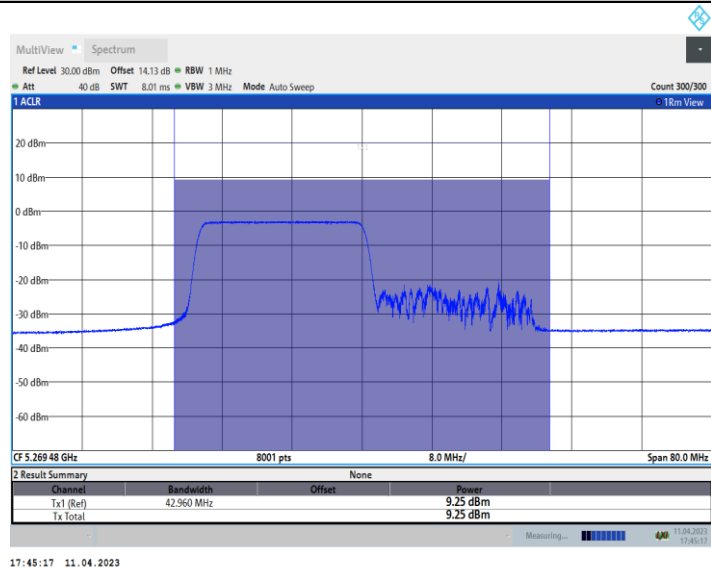 MultiView Spectrum
Ref Level 30.00 dBm Offset 14.13 dB RBW 1 MHz
Att 40 dB SWT 8.01 ms VBW 3 MHz Mode Auto Sweep Count 300/300
1 ACLR 1Rm View
20 dBm
10 dBm
0 dBm
-10 dBm
-20 dBm
-30 dBm
-40 dBm
-50 dBm
-60 dBm
CF 5.269 48 GHz 8001 pts 8.0 MHz/ Span 80.0 MHz
2 Result Summary None
Channel Bandwidth Offset Power
Tx1 (Ref) 42.960 MHz 9.25 dBm
Tx Total 9.25 dBm
Measuring... 11.04.2023
17:45:17
17:45:17 11.04.2023